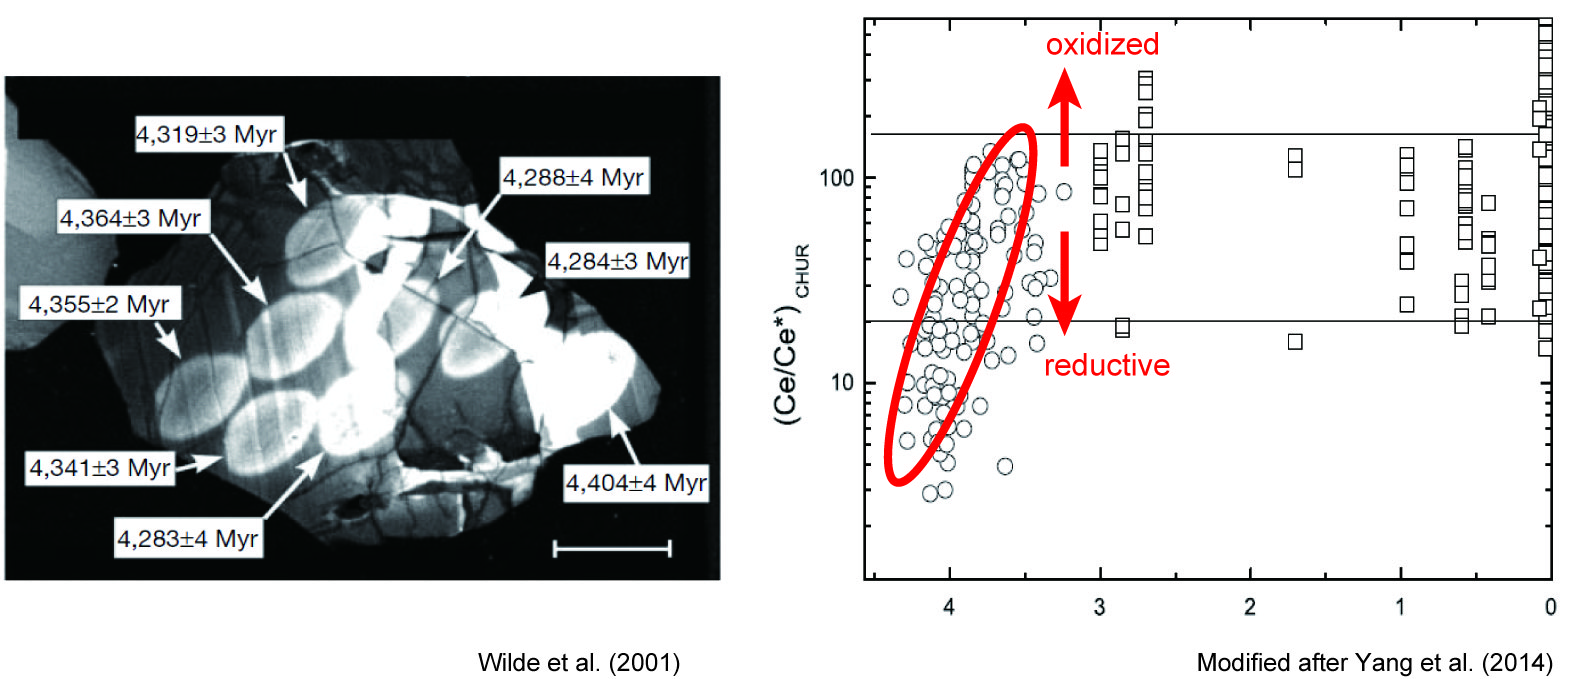 4,319±3 Myr
4,288±4 Myr
4,364±3 Myr
4,284±3 Myr
4,355±2 Myr
4,341±3 Myr
4,404±4 Myr
4,283±4 Myr
Wilde et al. (2001)
oxidized
reductive
100
10
(Ce/Ce*)CHUR
4 3 2 1 0
Modified after Yang et al. (2014)